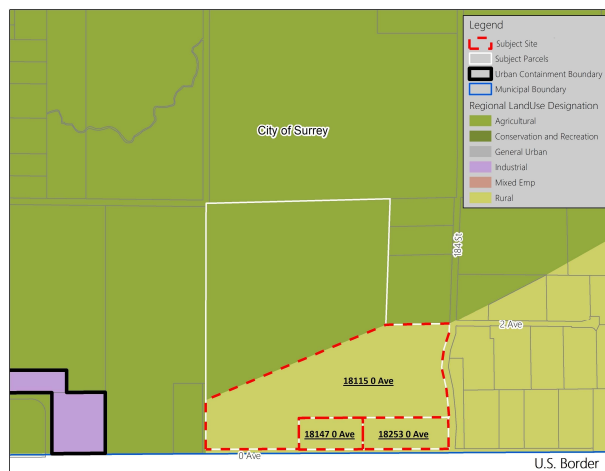 Legend
Subject Site
Subject Parcels
Urban Containment Boundary
Municipal Boundary
Regional LandUse Designation
Agricultural
Conservation and Recreation
General Urban
Industrial
Mixed Emp
Rural
City of Surrey
184 St
2 Ave
18115 0 Ave
18147 0 Ave
18253 0 Ave
0 Ave
U.S. Border